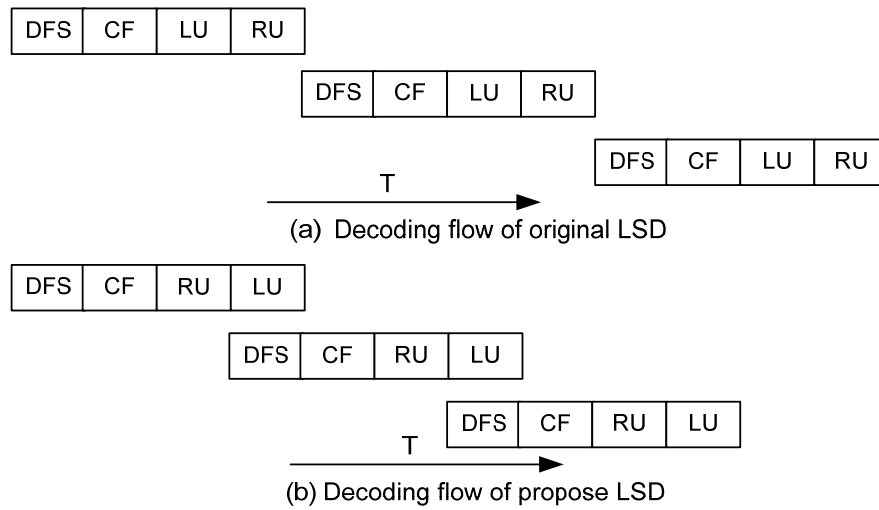 DFS CF LU RU
DFS CF LU RU
DFS CF LU RU
T
(a) Decoding flow of original LSD
DFS CF RU LU
DFS CF RU LU
DFS CF RU LU
T
(b) Decoding flow of propose LSD